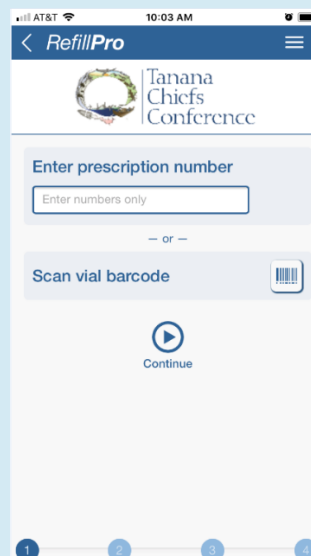 AT&T 10:03 AM
RefillPro
Tanana
Chiefs
Conference
Enter prescription number
Enter numbers only
– or –
Scan vial barcode
Continue
1 2 3 4